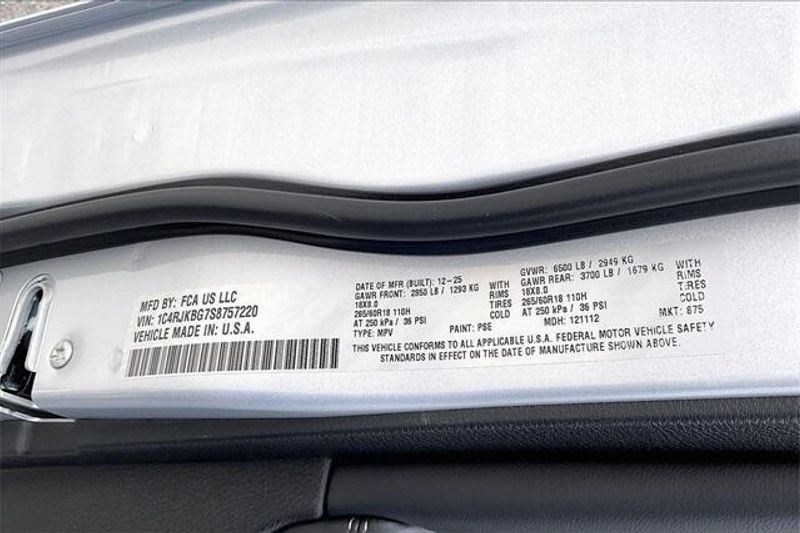 MFD BY: FCA US LLC
VIN: 1C4RJKBG7S8757220
VEHICLE MADE IN U.S.A.
DATE OF MFR (BUILT): 12-25
GAWR FRONT: 2850 LB / 1293 KG WITH
18X8.0 RIMS
265/60R18 110H TIRES
AT 250 kPa / 36 PSI COLD
TYPE: MPV PAINT: PSE
GVWR: 6500 LB / 2949 KG
GAWR REAR: 3700 LB / 1679 KG WITH
18X8.0 RIMS
265/60R18 110H TIRES
AT 250 kPa / 36 PSI COLD
MDH: 121112 MKT: 875
THIS VEHICLE CONFORMS TO ALL APPLICABLE U.S.A. FEDERAL MOTOR VEHICLE SAFETY
STANDARDS IN EFFECT ON THE DATE OF MANUFACTURE SHOWN ABOVE.